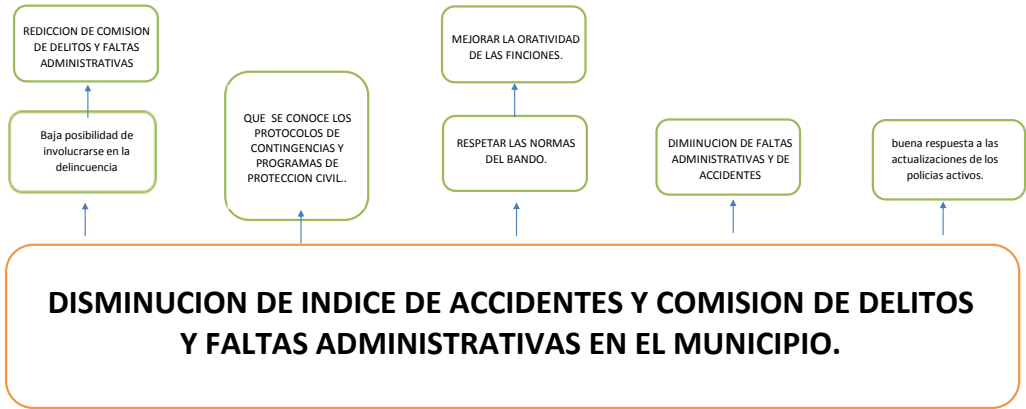 REDICCION DE COMISION
DE DELITOS Y FALTAS
ADMINISTRATIVAS
MEJORAR LA ORATIVIDAD
DE LAS FINCIONES.
Baja posibilidad de
involucrarse en la
delincuencia
QUE SE CONOCE LOS
PROTOCOLOS DE
CONTINGENCIAS Y
PROGRAMAS DE
PROTECCION CIVIL..
RESPETAR LAS NORMAS
DEL BANDO.
DIMINUCION DE FALTAS
ADMINISTRATIVAS Y DE
ACCIDENTES
buena respuesta a las
actualizaciones de los
policias activos.
DISMINUCION DE INDICE DE ACCIDENTES Y COMISION DE DELITOS
Y FALTAS ADMINISTRATIVAS EN EL MUNICIPIO.